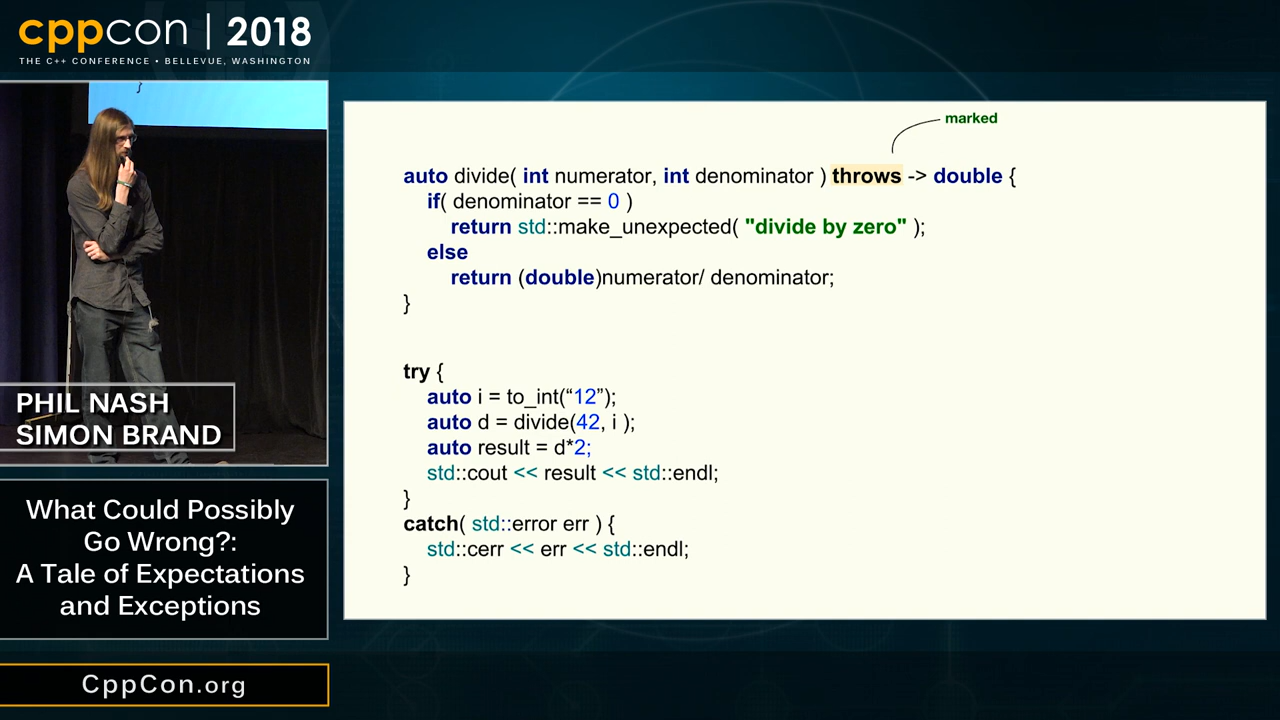 cppcon | 2018
THE C++ CONFERENCE • BELLEVUE, WASHINGTON
}
PHIL NASH
SIMON BRAND
What Could Possibly
Go Wrong?:
A Tale of Expectations
and Exceptions
CppCon.org
marked
auto divide( int numerator, int denominator ) throws -> double {
if( denominator == 0 )
return std::make_unexpected( "divide by zero" );
else
return (double)numerator/ denominator;
}
try {
auto i = to_int(“12”);
auto d = divide(42, i );
auto result = d*2;
std::cout << result << std::endl;
}
catch( std::error err ) {
std::cerr << err << std::endl;
}